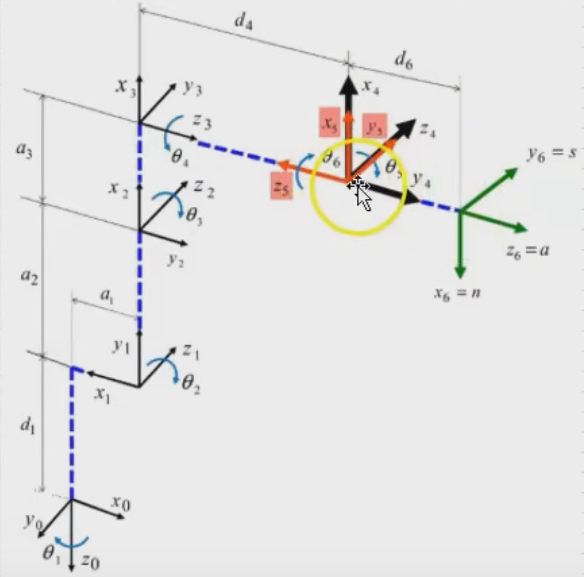 d₄
d₆
x₃
y₃
x₄
z₃
x₅
y₅
z₄
θ₄
a₃
θ₆
θ₅
y₆ = s
z₅
y₄
x₂
z₂
θ₃
z₆ = a
y₂
x₆ = n
a₂
a₁
y₁
z₁
θ₂
x₁
d₁
x₀
y₀
θ₁
z₀